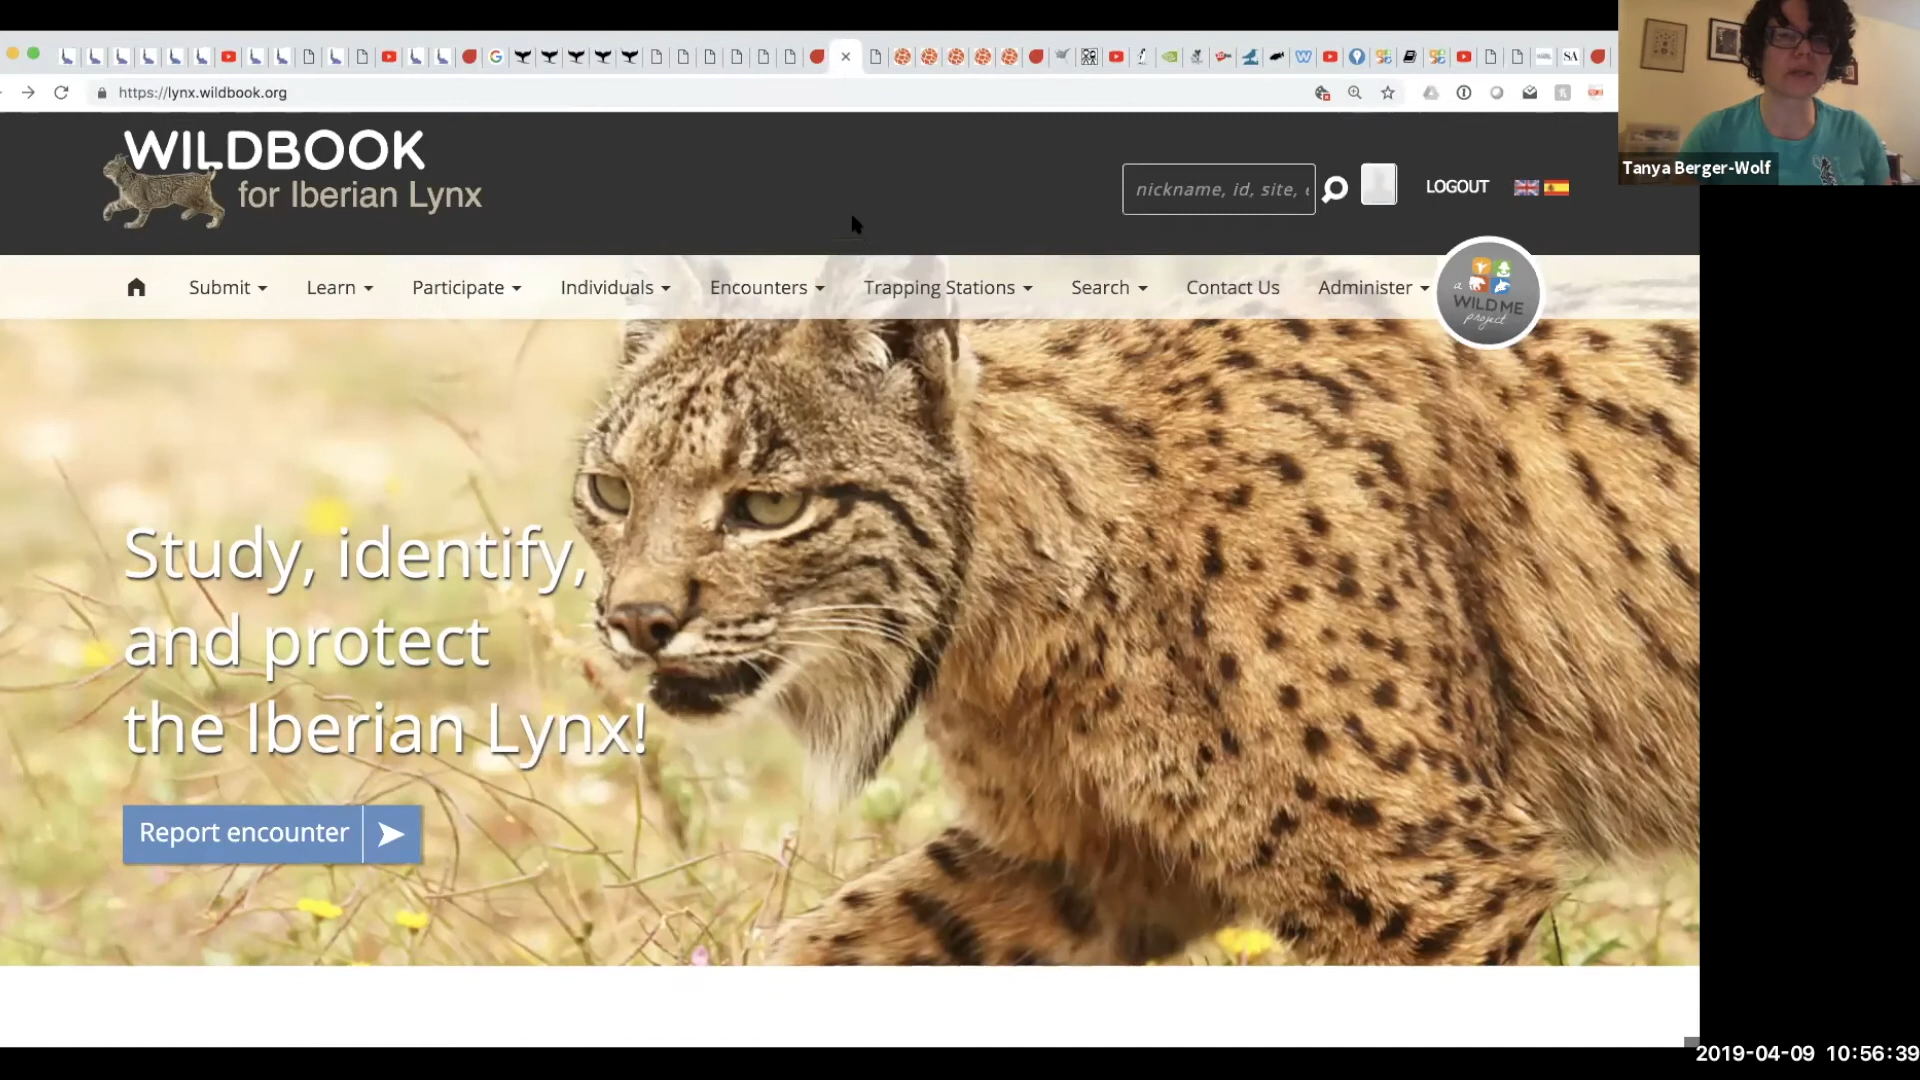 https://lynx.wildbook.org
Tanya Berger-Wolf
WILDBOOK
for Iberian Lynx
nickname, id, site,
LOGOUT
Submit
Learn
Participate
Individuals
Encounters
Trapping Stations
Search
Contact Us
Administer
a
WILD ME
project
Study, identify,
and protect
the Iberian Lynx!
Report encounter
2019-04-09 10:56:39